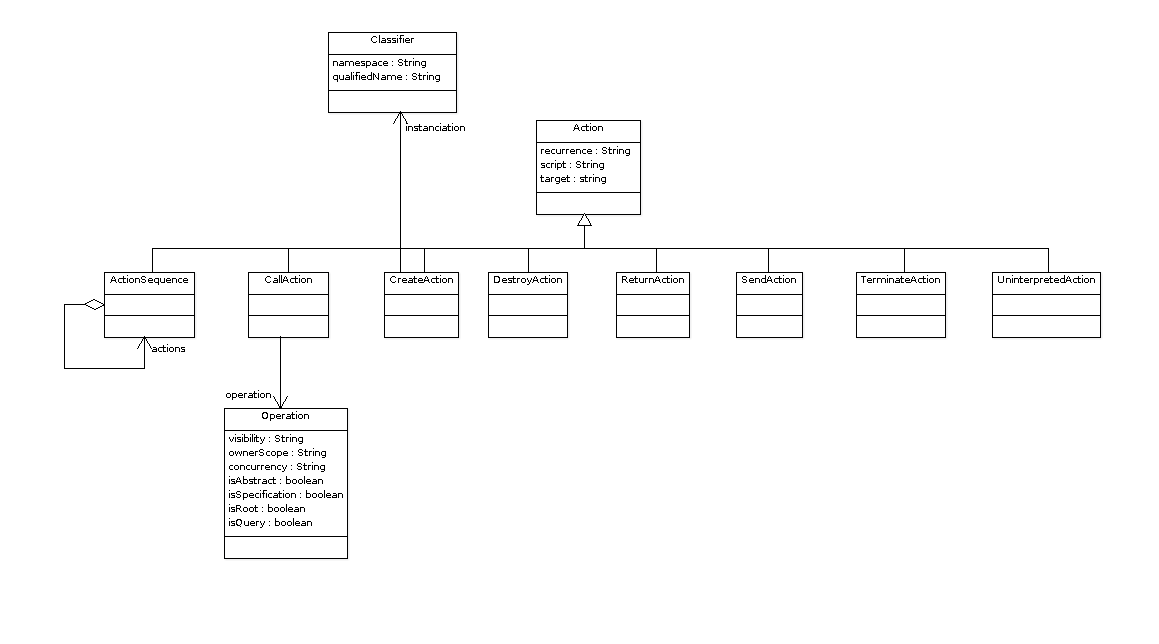 Classifier
namespace : String
qualifiedName : String
instanciation
Action
recurrence : String
script : String
target : string
ActionSequence
CallAction
CreateAction
DestroyAction
ReturnAction
SendAction
TerminateAction
UninterpretedAction
actions
operation
Operation
visibility : String
ownerScope : String
concurrency : String
isAbstract : boolean
isSpecification : boolean
isRoot : boolean
isQuery : boolean